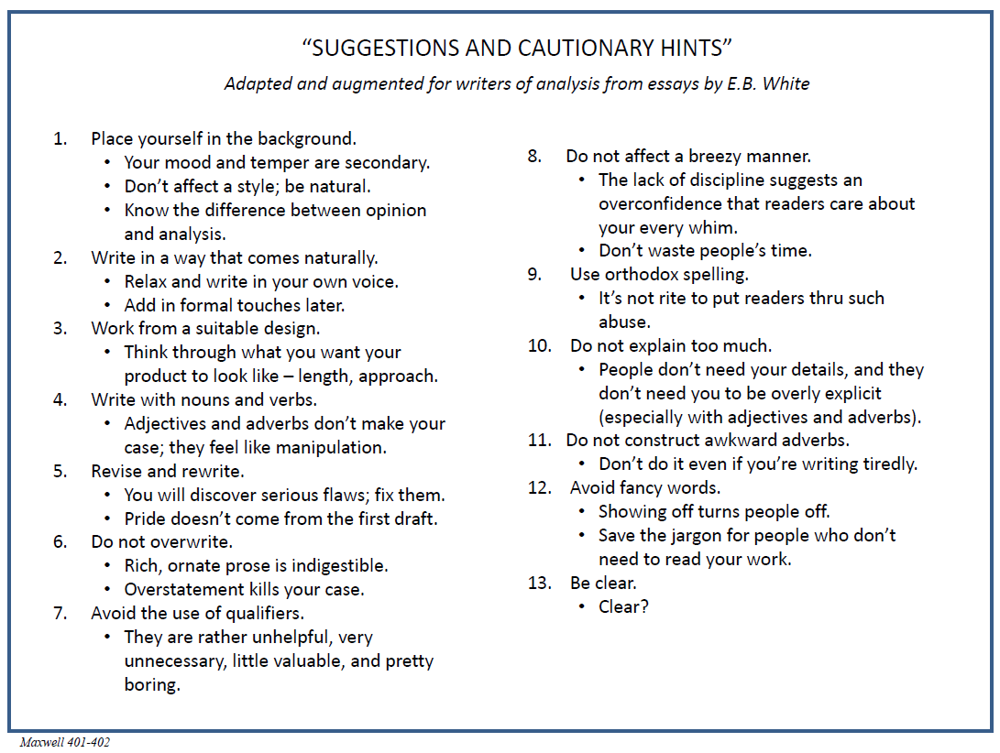 “SUGGESTIONS AND CAUTIONARY HINTS”
Adapted and augmented for writers of analysis from essays by E.B. White
1. Place yourself in the background.
• Your mood and temper are secondary.
• Don’t affect a style; be natural.
• Know the difference between opinion
and analysis.
2. Write in a way that comes naturally.
• Relax and write in your own voice.
• Add in formal touches later.
3. Work from a suitable design.
• Think through what you want your
product to look like – length, approach.
4. Write with nouns and verbs.
• Adjectives and adverbs don’t make your
case; they feel like manipulation.
5. Revise and rewrite.
• You will discover serious flaws; fix them.
• Pride doesn’t come from the first draft.
6. Do not overwrite.
• Rich, ornate prose is indigestible.
• Overstatement kills your case.
7. Avoid the use of qualifiers.
• They are rather unhelpful, very
unnecessary, little valuable, and pretty
boring.
8. Do not affect a breezy manner.
• The lack of discipline suggests an
overconfidence that readers care about
your every whim.
• Don’t waste people’s time.
9. Use orthodox spelling.
• It’s not rite to put readers thru such
abuse.
10. Do not explain too much.
• People don’t need your details, and they
don’t need you to be overly explicit
(especially with adjectives and adverbs).
11. Do not construct awkward adverbs.
• Don’t do it even if you’re writing tiredly.
12. Avoid fancy words.
• Showing off turns people off.
• Save the jargon for people who don’t
need to read your work.
13. Be clear.
• Clear?
Maxwell 401-402